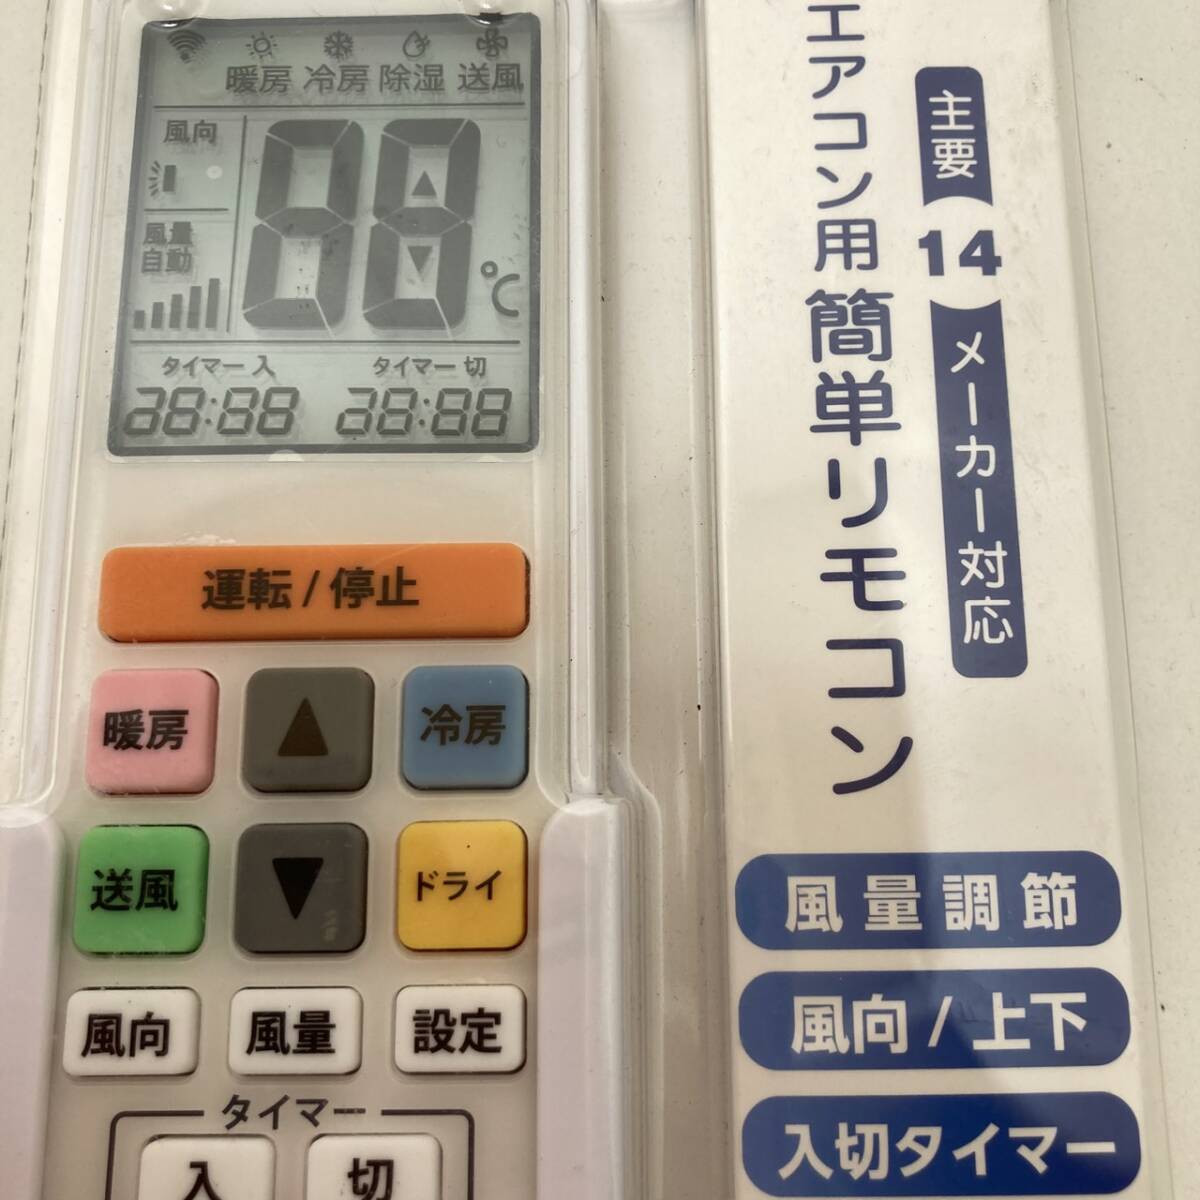 暖房 冷房 除湿 送風
風向
風量
自動
88
℃
タイマー 入
タイマー 切
28:88
28:88
運転 / 停止
暖房
▲
冷房
送風
▼
ドライ
風向
風量
設定
タイマー
入
切
エアコン用簡単リモコン
主要
14
メーカー対応
風量調節
風向 / 上下
入切タイマー